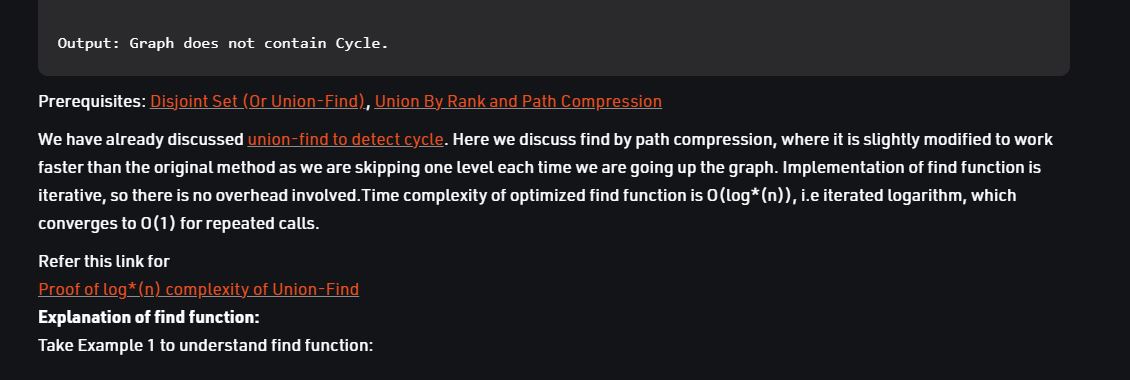 Output: Graph does not contain Cycle.
Prerequisites: Disjoint Set (Or Union-Find), Union By Rank and Path Compression
We have already discussed union-find to detect cycle. Here we discuss find by path compression, where it is slightly modified to work
faster than the original method as we are skipping one level each time we are going up the graph. Implementation of find function is
iterative, so there is no overhead involved.Time complexity of optimized find function is O(log*(n)), i.e iterated logarithm, which
converges to O(1) for repeated calls.
Refer this link for
Proof of log*(n) complexity of Union-Find
Explanation of find function:
Take Example 1 to understand find function: